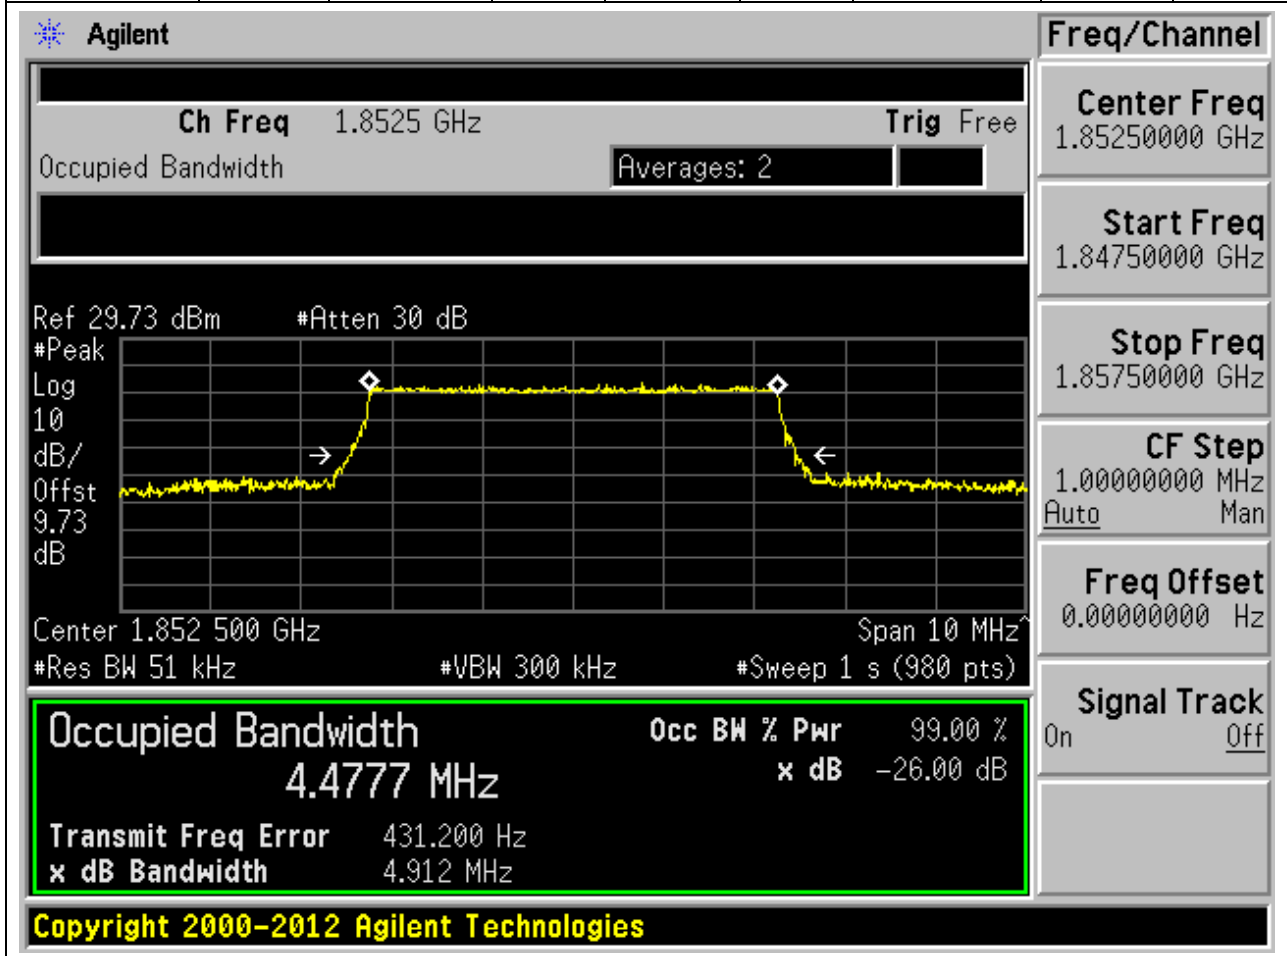 Agilent
Freq/Channel
Ch Freq 1.8525 GHz Trig Free
Occupied Bandwidth Averages: 2
Center Freq
1.85250000 GHz
Start Freq
1.84750000 GHz
Stop Freq
1.85750000 GHz
CF Step
1.00000000 MHz
Auto Man
Freq Offset
0.00000000 Hz
Signal Track
On Off
Ref 29.73 dBm #Atten 30 dB
#Peak
Log
10
dB/
Offst
9.73
dB
Center 1.852 500 GHz Span 10 MHz^
#Res BW 51 kHz #VBW 300 kHz #Sweep 1 s (980 pts)
Occupied Bandwidth Occ BW % Pwr 99.00 %
4.4777 MHz x dB -26.00 dB
Transmit Freq Error 431.200 Hz
x dB Bandwidth 4.912 MHz
Copyright 2000-2012 Agilent Technologies